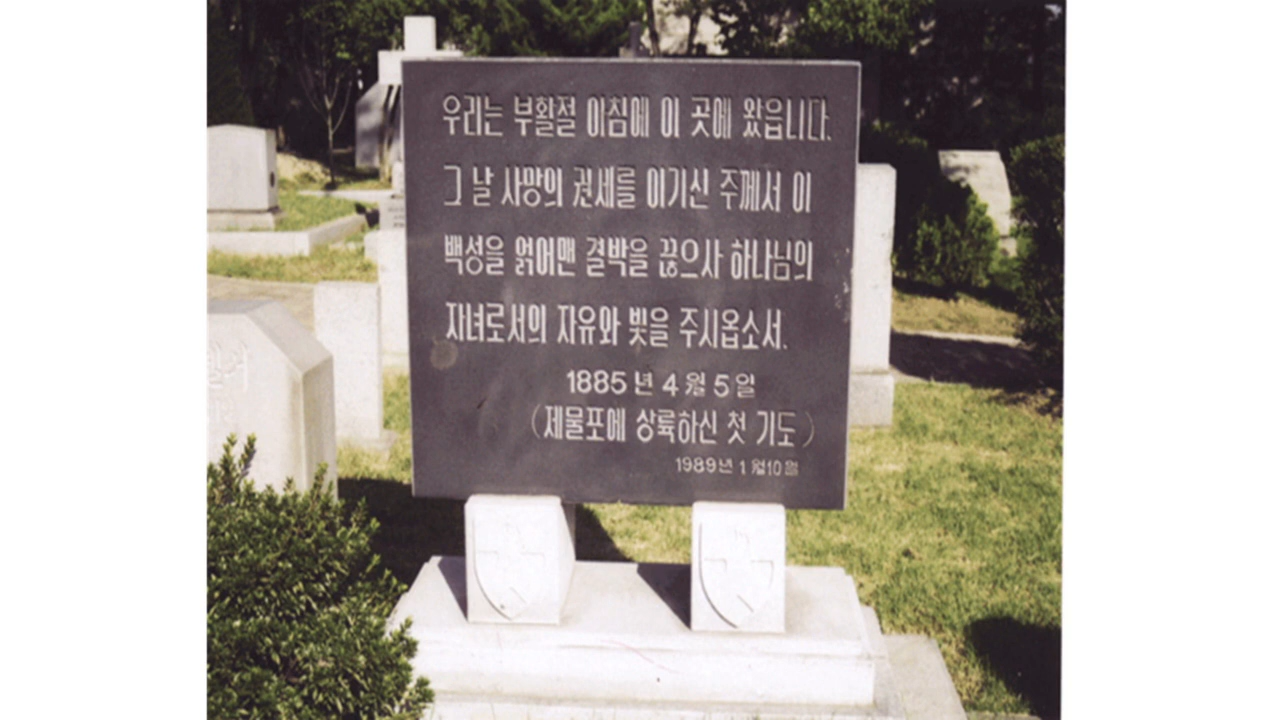 우리는 부활절 아침에 이 곳에 왔읍니다.
그 날 사망의 권세를 이기신 주께서 이
백성을 얽어맨 결박을 끊으사 하나님의
자녀로서의 자유와 빛을 주시옵소서.
1885년 4월 5일
(제물포에 상륙하신 첫 기도)
1989년 1월10일